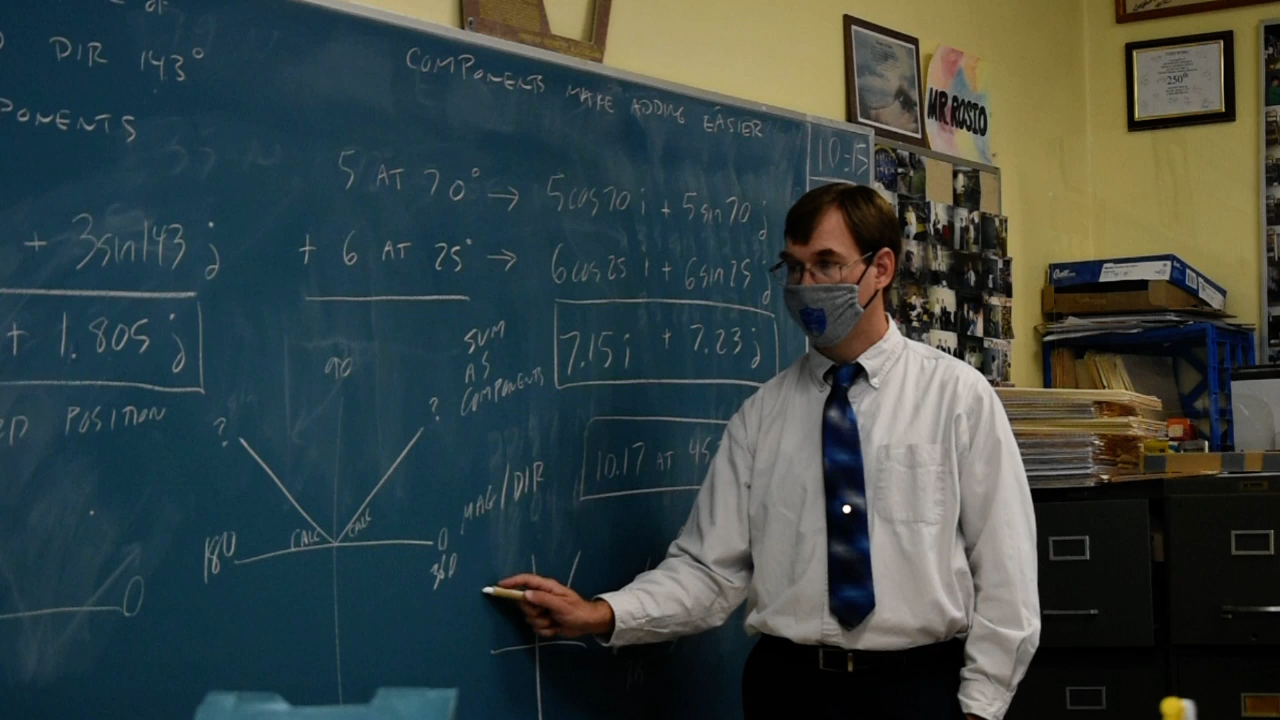 DIR 143°
PONENTS
+ 3sin143 j
+ 1.805 j
POSITION
COMPONENTS MAKE ADDING EASIER
10-15
5 AT 70° → 5cos70 i + 5sin70 j
+ 6 AT 25° → 6cos25 i + 6sin25 j
SUM
AS
COMPONENTS
7.15 i + 7.23 j
MAG/DIR
10.17 AT 45
90
?
?
CALC
CALC
180
0
360
0
MR ROSIO
250th